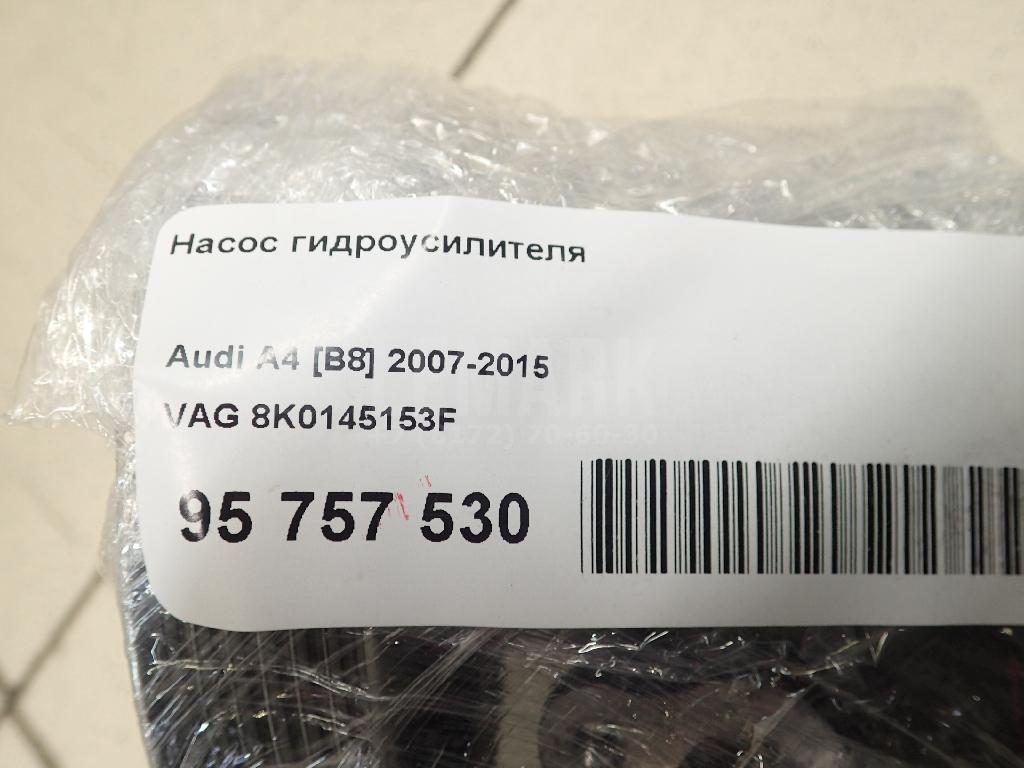 Насос гидроусилителя
Audi A4 [B8] 2007-2015
VAG 8K0145153F
95 757 530